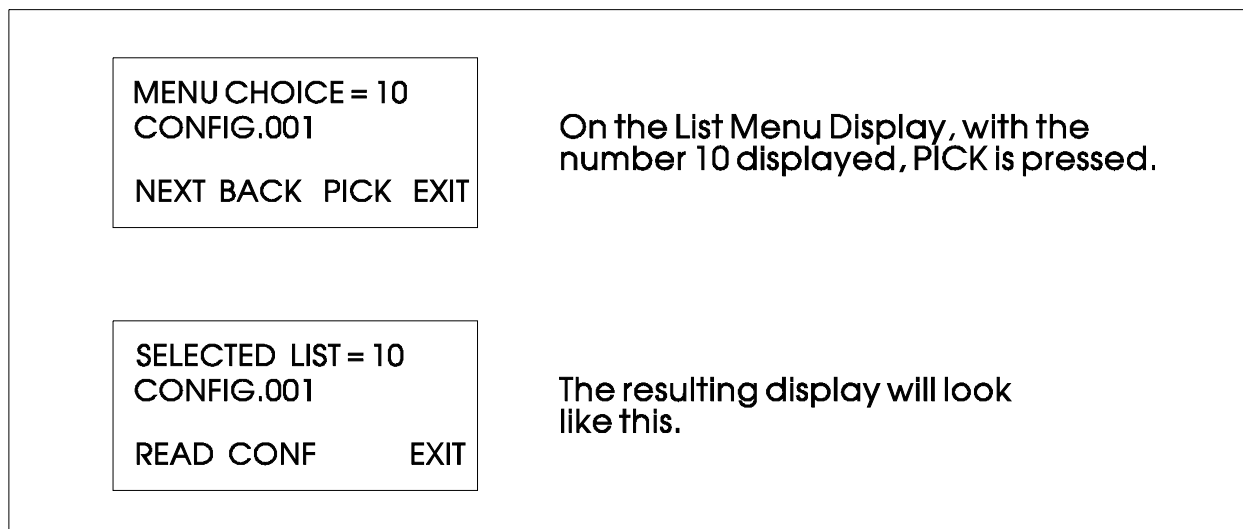 MENU CHOICE = 10
CONFIG.001
NEXT BACK PICK EXIT
On the List Menu Display, with the
number 10 displayed, PICK is pressed.
SELECTED LIST = 10
CONFIG.001
READ CONF EXIT
The resulting display will look
like this.